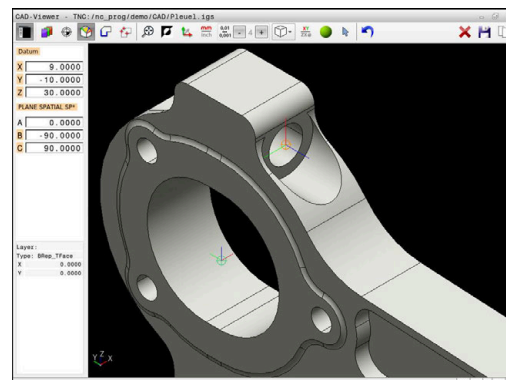 CAD-Viewer - TNC:/nc_prog/demo/CAD/Pleuel.igs
mm
inch
0,01
0,001
4
XY
ZXØ
Datum
X 9.0000
Y -10.0000
Z 30.0000
PLANE SPATIAL SP*
A 0.0000
B -90.0000
C 90.0000
Layer:
Type: BRep_TFace
X 0.0000
Y 0.0000
Z
Y X